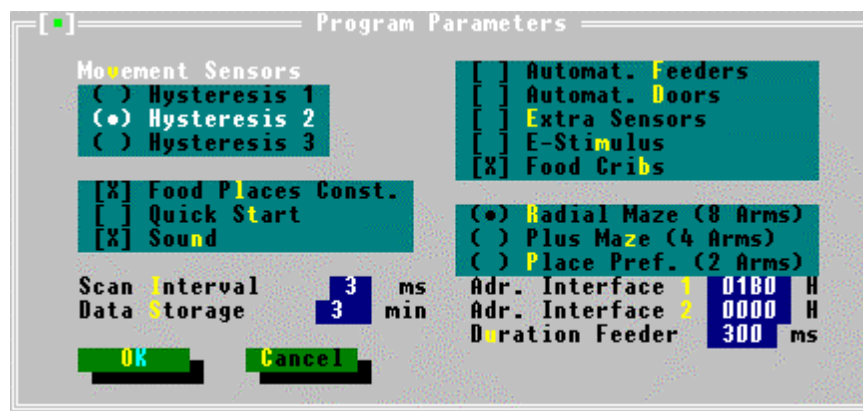 [■] Program Parameters
Movement Sensors
( ) Hysteresis 1
(•) Hysteresis 2
( ) Hysteresis 3
[X] Food Places Const.
[ ] Quick Start
[X] Sound
Scan Interval 3 ms
Data Storage 3 min
OK Cancel
[ ] Automat. Feeders
[ ] Automat. Doors
[ ] Extra Sensors
[ ] E-Stimulus
[X] Food Cribs
(•) Radial Maze (8 Arms)
( ) Plus Maze (4 Arms)
( ) Place Pref. (2 Arms)
Adr. Interface 1 01B0 H
Adr. Interface 2 0000 H
Duration Feeder 300 ms